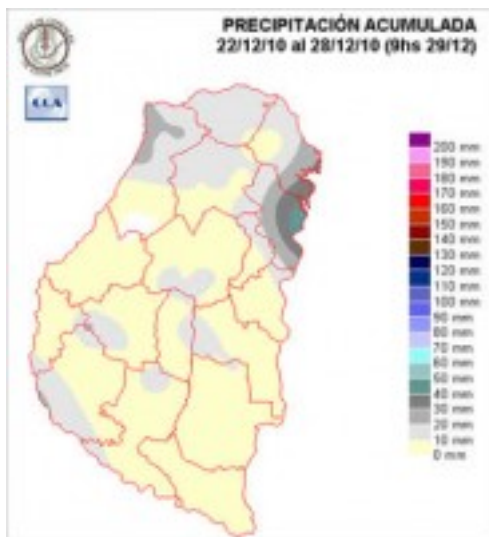 PRECIPITACIÓN ACUMULADA
22/12/10 al 28/12/10 (9hs 29/12)
200 mm
190 mm
180 mm
170 mm
160 mm
150 mm
140 mm
130 mm
120 mm
110 mm
100 mm
90 mm
80 mm
70 mm
60 mm
50 mm
40 mm
30 mm
20 mm
10 mm
0 mm